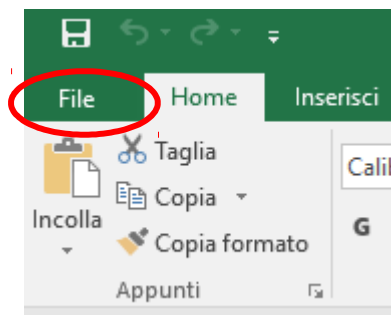 File Home Inserisci
Taglia
Copia
Incolla
Copia formato
G
Appunti